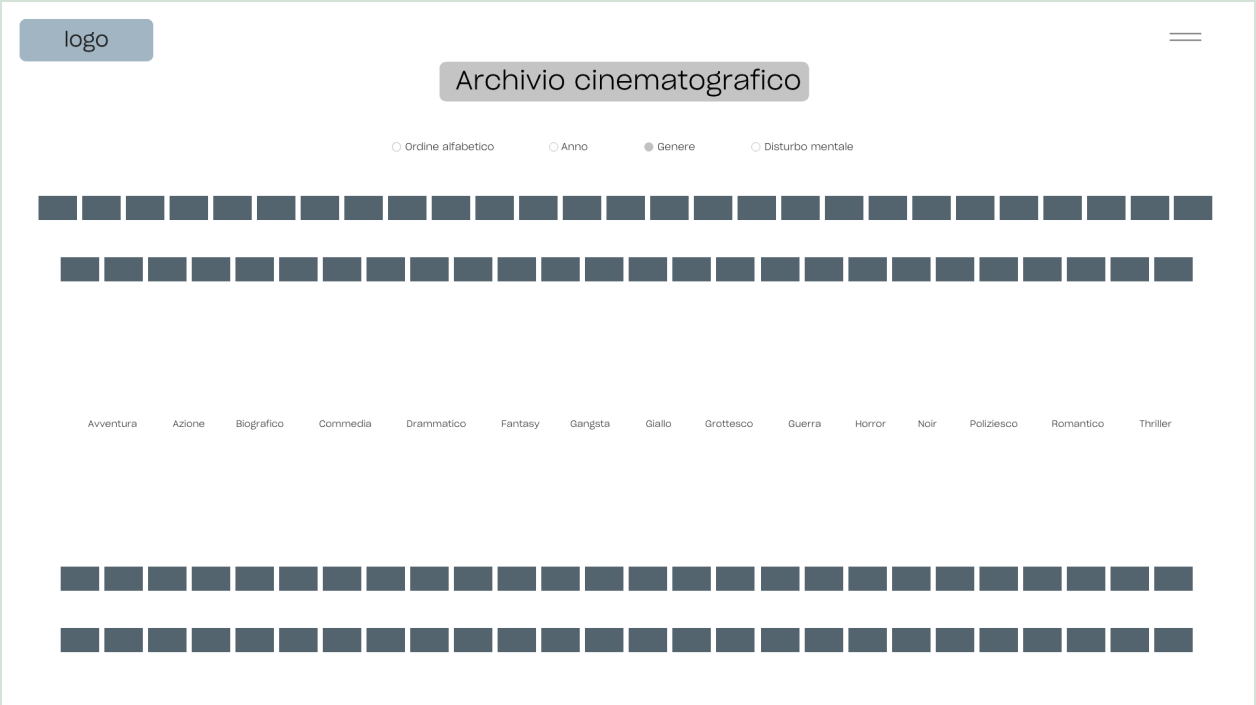 logo
Archivio cinematografico
Ordine alfabetico Anno Genere Disturbo mentale
Avventura Azione Biografico Commedia Drammatico Fantasy Gangsta Giallo Grottesco Guerra Horror Noir Poliziesco Romantico Thriller